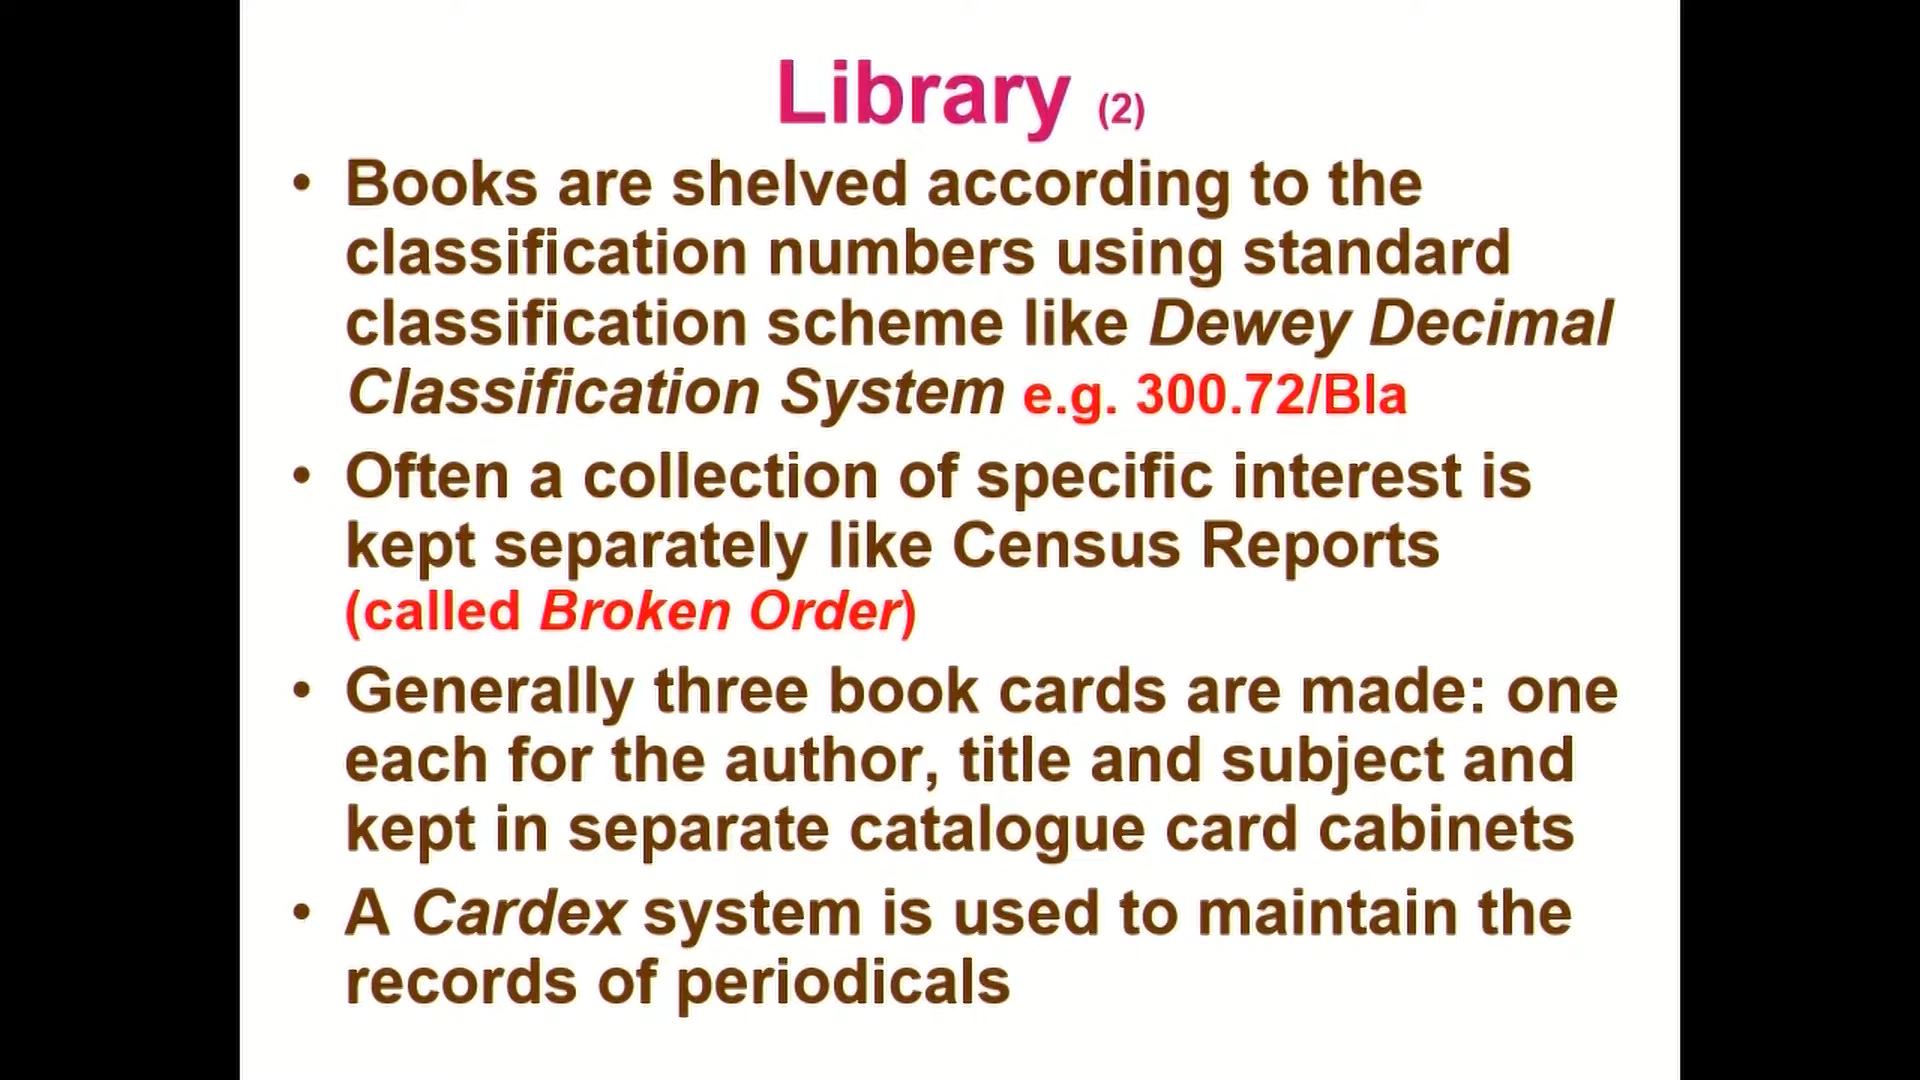 Library (2)
• Books are shelved according to the
classification numbers using standard
classification scheme like Dewey Decimal
Classification System e.g. 300.72/Bla
• Often a collection of specific interest is
kept separately like Census Reports
(called Broken Order)
• Generally three book cards are made: one
each for the author, title and subject and
kept in separate catalogue card cabinets
• A Cardex system is used to maintain the
records of periodicals